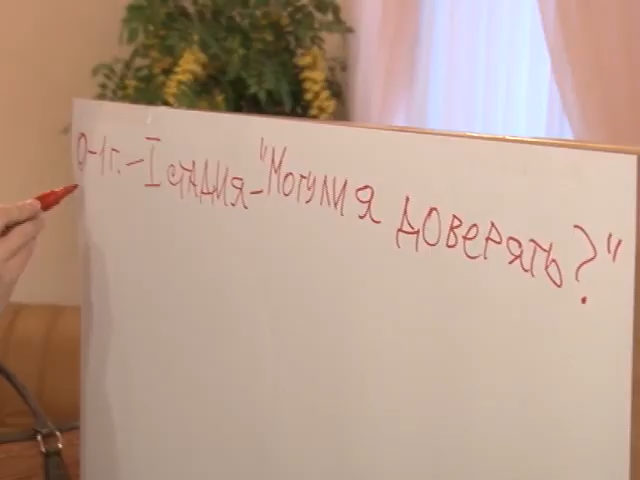 0-1г. – I стадия – "Могу ли я доверять?"